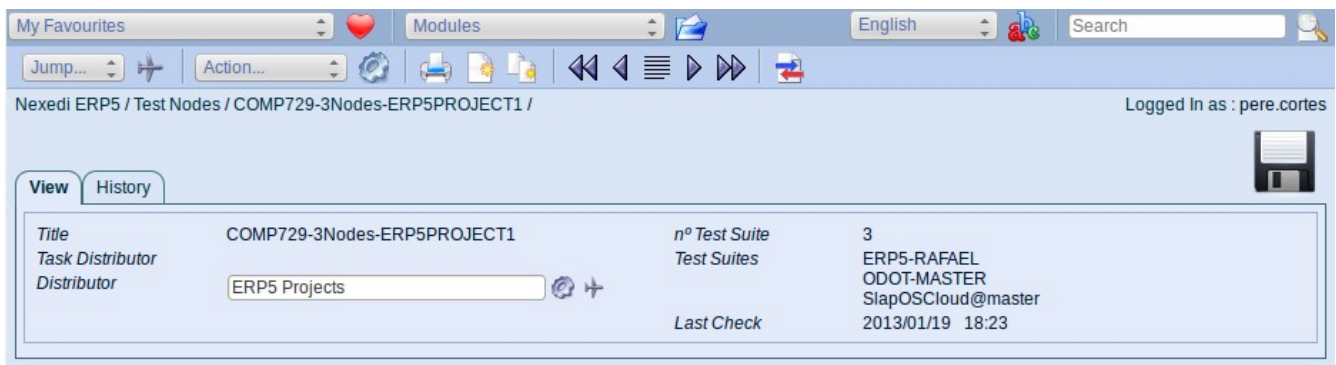 My Favourites Modules English abc Search
Jump... Action...
Nexedi ERP5 / Test Nodes / COMP729-3Nodes-ERP5PROJECT1 / Logged In as : pere.cortes
View History
Title COMP729-3Nodes-ERP5PROJECT1 nº Test Suite 3
Task Distributor Test Suites ERP5-RAFAEL
Distributor ERP5 Projects ODOT-MASTER
SlapOSCloud@master
Last Check 2013/01/19 18:23